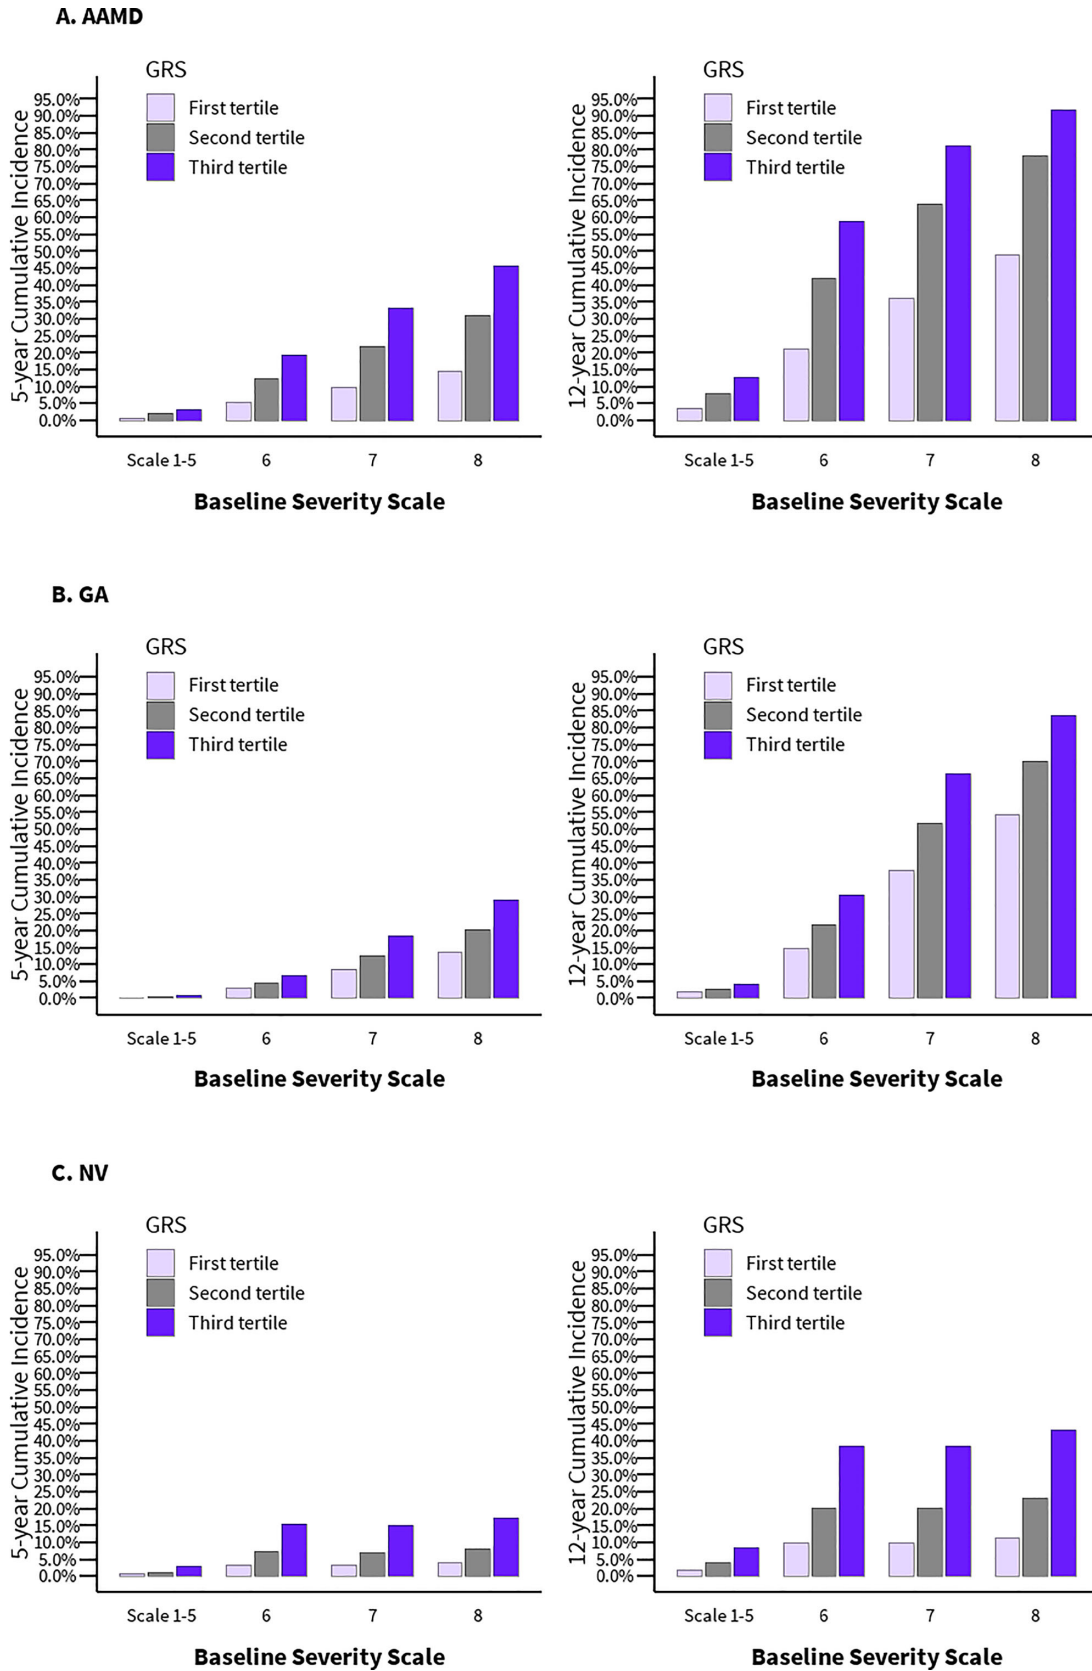 A. AAMD
GRS
First tertile
Second tertile
Third tertile
5-year Cumulative Incidence
95.0%
90.0%
85.0%
80.0%
75.0%
70.0%
65.0%
60.0%
55.0%
50.0%
45.0%
40.0%
35.0%
30.0%
25.0%
20.0%
15.0%
10.0%
5.0%
0.0%
Scale 1-5 6 7 8
Baseline Severity Scale
GRS
First tertile
Second tertile
Third tertile
12-year Cumulative Incidence
95.0%
90.0%
85.0%
80.0%
75.0%
70.0%
65.0%
60.0%
55.0%
50.0%
45.0%
40.0%
35.0%
30.0%
25.0%
20.0%
15.0%
10.0%
5.0%
0.0%
Scale 1-5 6 7 8
Baseline Severity Scale
B. GA
GRS
First tertile
Second tertile
Third tertile
5-year Cumulative Incidence
95.0%
90.0%
85.0%
80.0%
75.0%
70.0%
65.0%
60.0%
55.0%
50.0%
45.0%
40.0%
35.0%
30.0%
25.0%
20.0%
15.0%
10.0%
5.0%
0.0%
Scale 1-5 6 7 8
Baseline Severity Scale
GRS
First tertile
Second tertile
Third tertile
12-year Cumulative Incidence
95.0%
90.0%
85.0%
80.0%
75.0%
70.0%
65.0%
60.0%
55.0%
50.0%
45.0%
40.0%
35.0%
30.0%
25.0%
20.0%
15.0%
10.0%
5.0%
0.0%
Scale 1-5 6 7 8
Baseline Severity Scale
C. NV
GRS
First tertile
Second tertile
Third tertile
5-year Cumulative Incidence
95.0%
90.0%
85.0%
80.0%
75.0%
70.0%
65.0%
60.0%
55.0%
50.0%
45.0%
40.0%
35.0%
30.0%
25.0%
20.0%
15.0%
10.0%
5.0%
0.0%
Scale 1-5 6 7 8
Baseline Severity Scale
GRS
First tertile
Second tertile
Third tertile
12-year Cumulative Incidence
95.0%
90.0%
85.0%
80.0%
75.0%
70.0%
65.0%
60.0%
55.0%
50.0%
45.0%
40.0%
35.0%
30.0%
25.0%
20.0%
15.0%
10.0%
5.0%
0.0%
Scale 1-5 6 7 8
Baseline Severity Scale